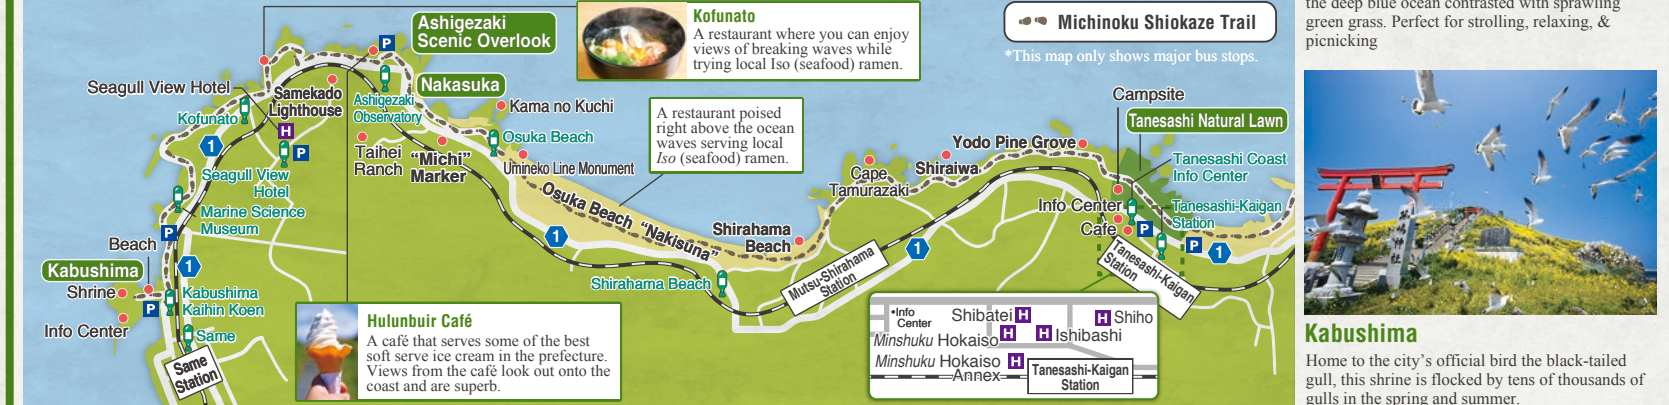 Ashigezaki
Scenic Overlook
P
Kofunato
A restaurant where you can enjoy
views of breaking waves while
trying local Iso (seafood) ramen.
Michinoku Shiokaze Trail
*This map only shows major bus stops.
the deep blue ocean contrasted with sprawling
green grass. Perfect for strolling, relaxing, &
picnicking
Seagull View Hotel
Samekado
Lighthouse
Kofunato
H
P
1
Seagull View
Hotel
Marine Science
Museum
Ashigezaki
Observatory
Nakasuka
Kama no Kuchi
Osuka Beach
Taihei
Ranch
"Michi"
Marker
Umineko Line Monument
A restaurant poised
right above the ocean
waves serving local
Iso (seafood) ramen.
Osuka Beach "Nakisuna"
1
Shirahama
Beach
Shirahama Beach
Cape
Tamurazaki
Shiraiwa
Yodo Pine Grove
Mutsu-Shirahama
Station
1
Campsite
Tanesashi Natural Lawn
Tanesashi Coast
Info Center
Info Center
Cafe
P
Tanesashi-Kaigan
Station
P
1
Tanesashi-Kaigan
Station
Beach
P
Kabushima
1
Shrine
P
Info Center
Kabushima
Kaihin Koen
Same
Same
Station
Hulunbuir Café
A café that serves some of the best
soft serve ice cream in the prefecture.
Views from the café look out onto the
coast and are superb.
•Info
Center
Shibatei H
H Shiho
Minshuku Hokaiso H
H Ishibashi
Minshuku Hokaiso
Annex
H
Tanesashi-Kaigan
Station
Kabushima
Home to the city's official bird the black-tailed
gull, this shrine is flocked by tens of thousands of
gulls in the spring and summer.